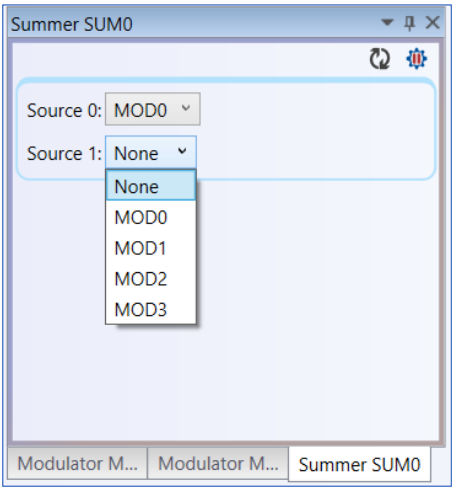 Summer SUM0
Source 0: MOD0
Source 1: None
None
MOD0
MOD1
MOD2
MOD3
Modulator M... Modulator M... Summer SUM0